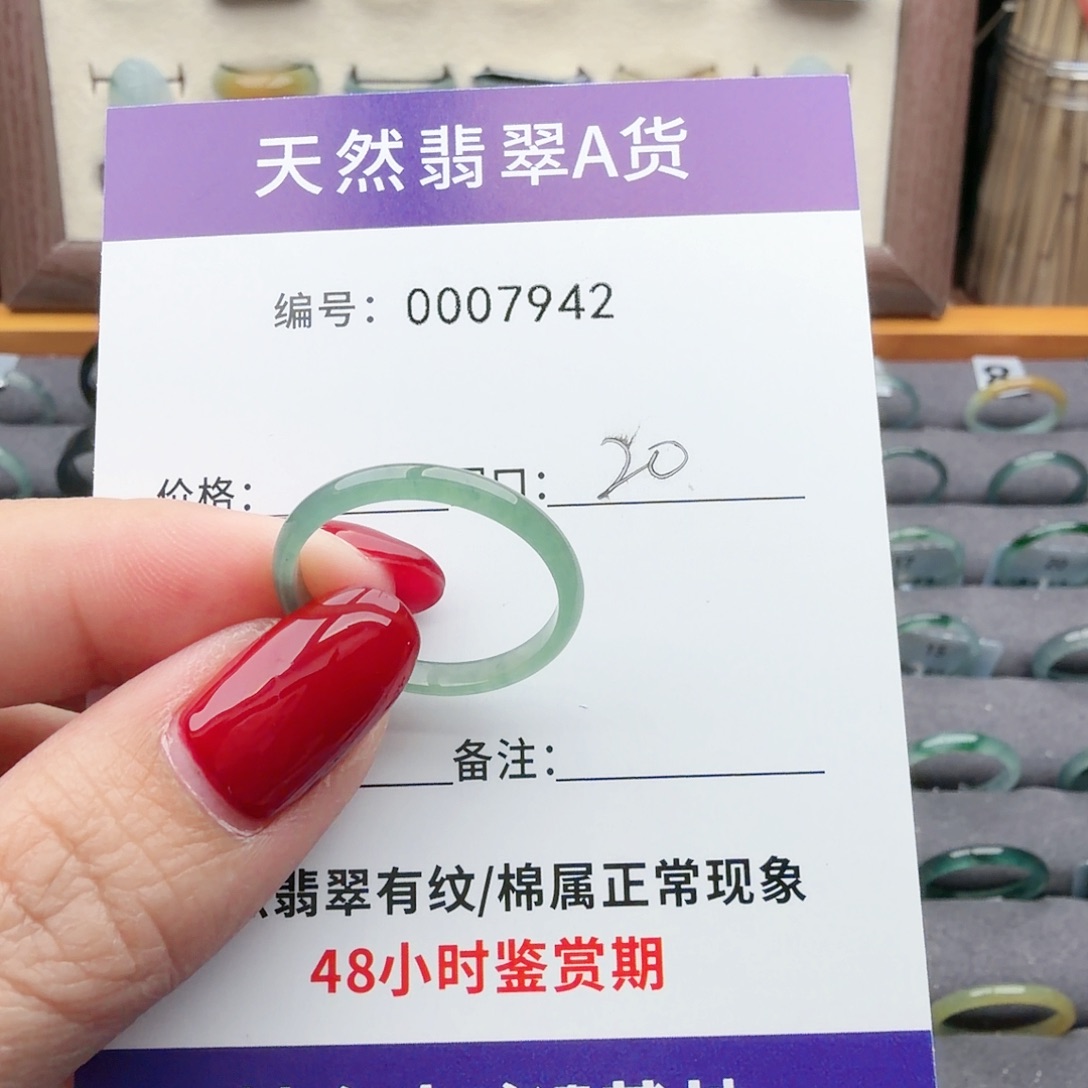 天然翡翠A货
编号：0007942
价格： 口： 20
备注：
翡翠有纹/棉属正常现象
48小时鉴赏期